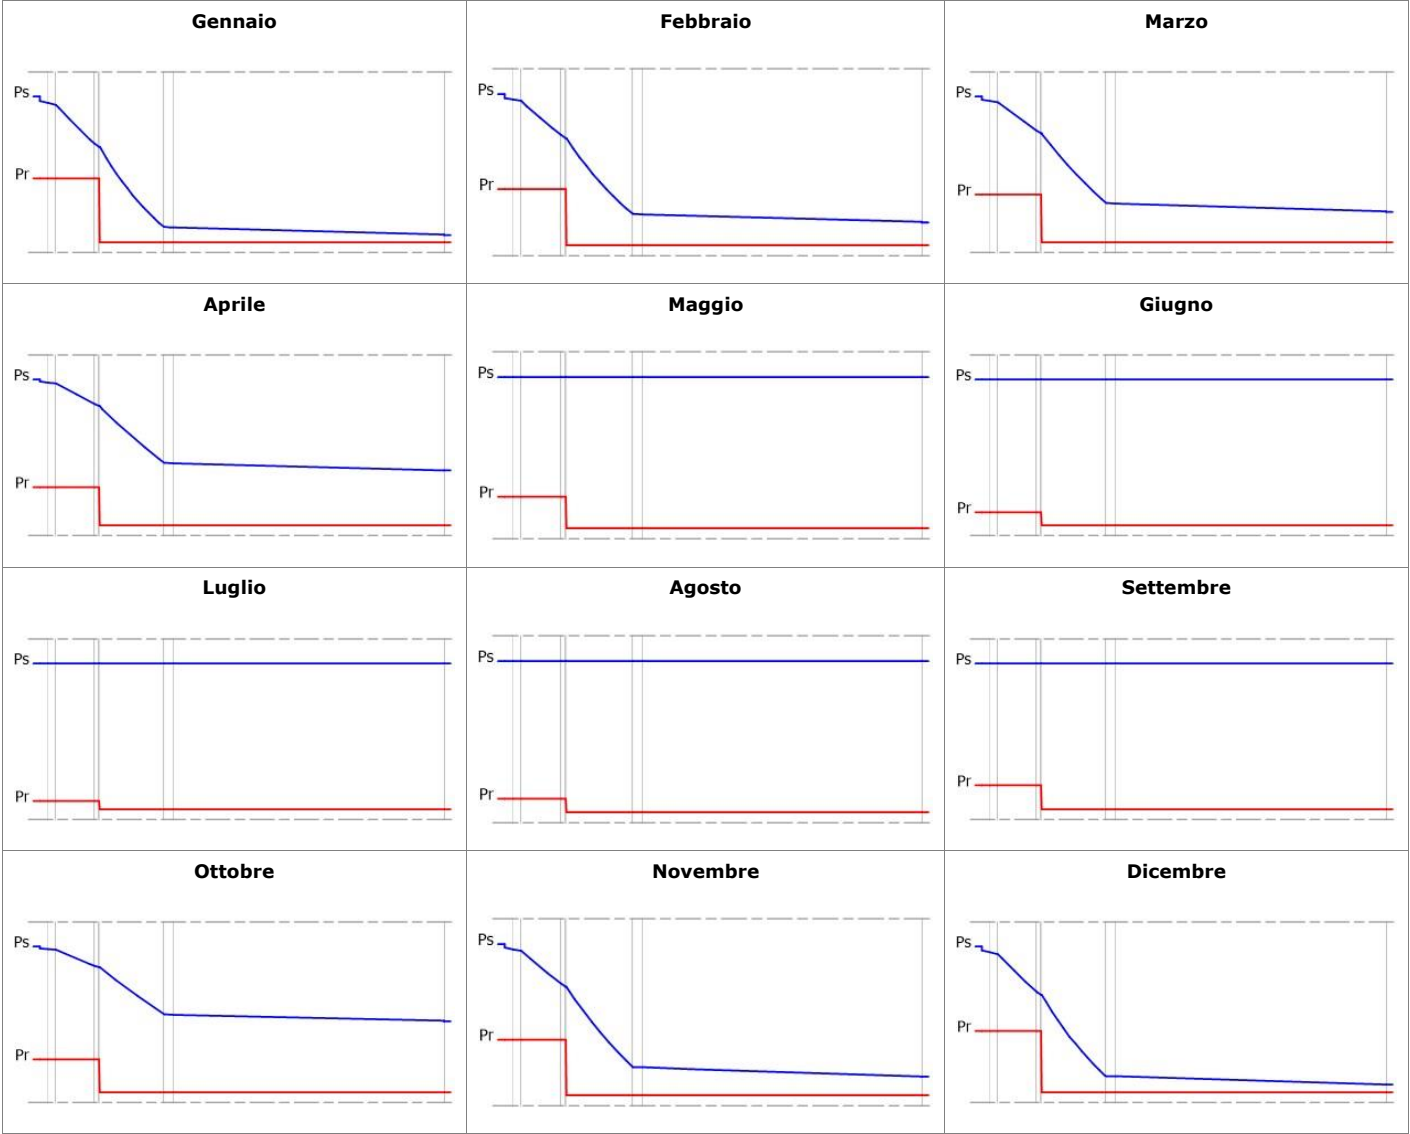 Gennaio
Febbraio
Marzo
Ps
Ps
Ps
Pr
Pr
Pr
Aprile
Maggio
Giugno
Ps
Ps
Ps
Pr
Pr
Pr
Luglio
Agosto
Settembre
Ps
Ps
Ps
Pr
Pr
Pr
Ottobre
Novembre
Dicembre
Ps
Ps
Ps
Pr
Pr
Pr